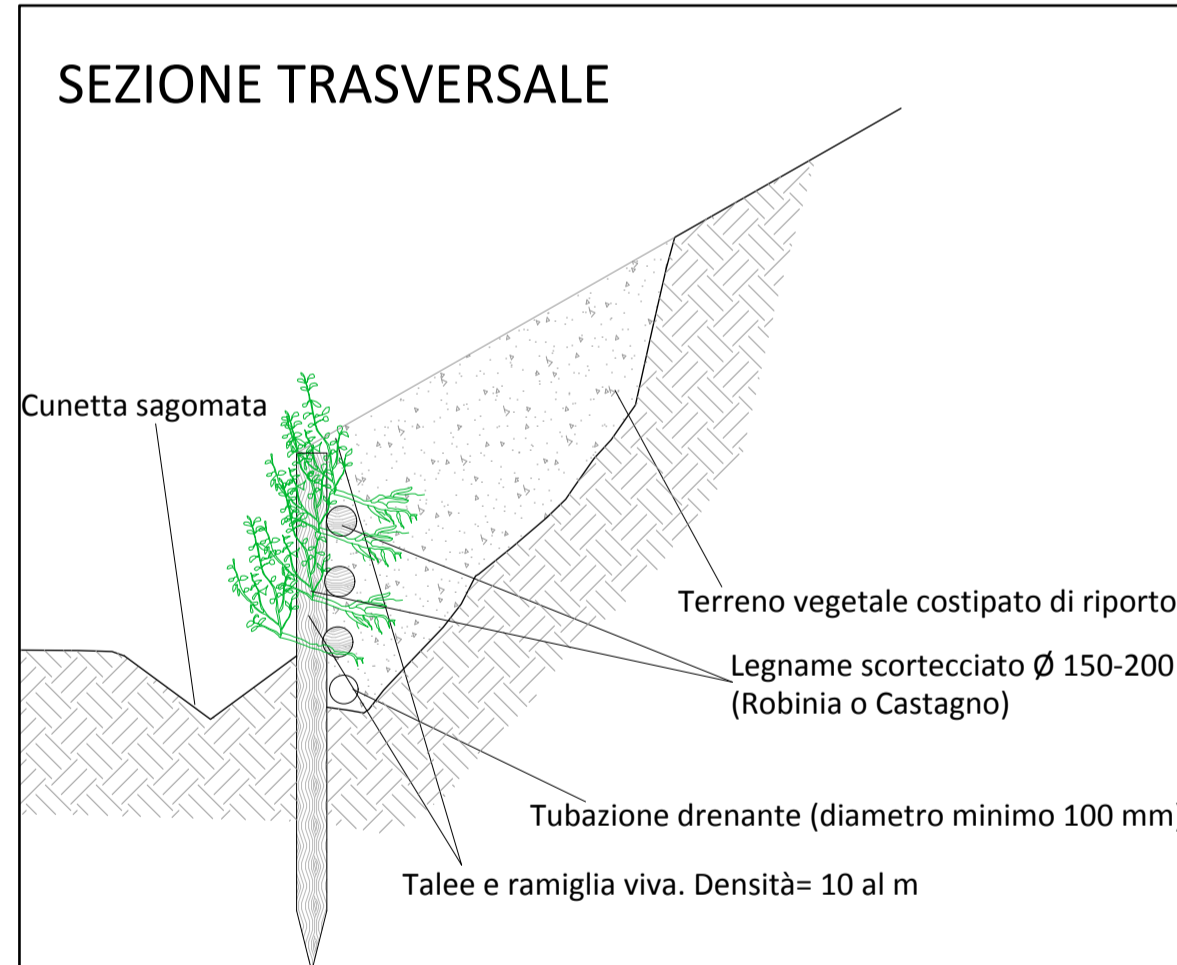 SEZIONE TRASVERSALE
Cunetta sagomata
Terreno vegetale costipato di riporto
Legname scortecciato Ø 150-200
(Robinia o Castagno)
Tubazione drenante (diametro minimo 100 mm)
Talee e ramiglia viva. Densità= 10 al m